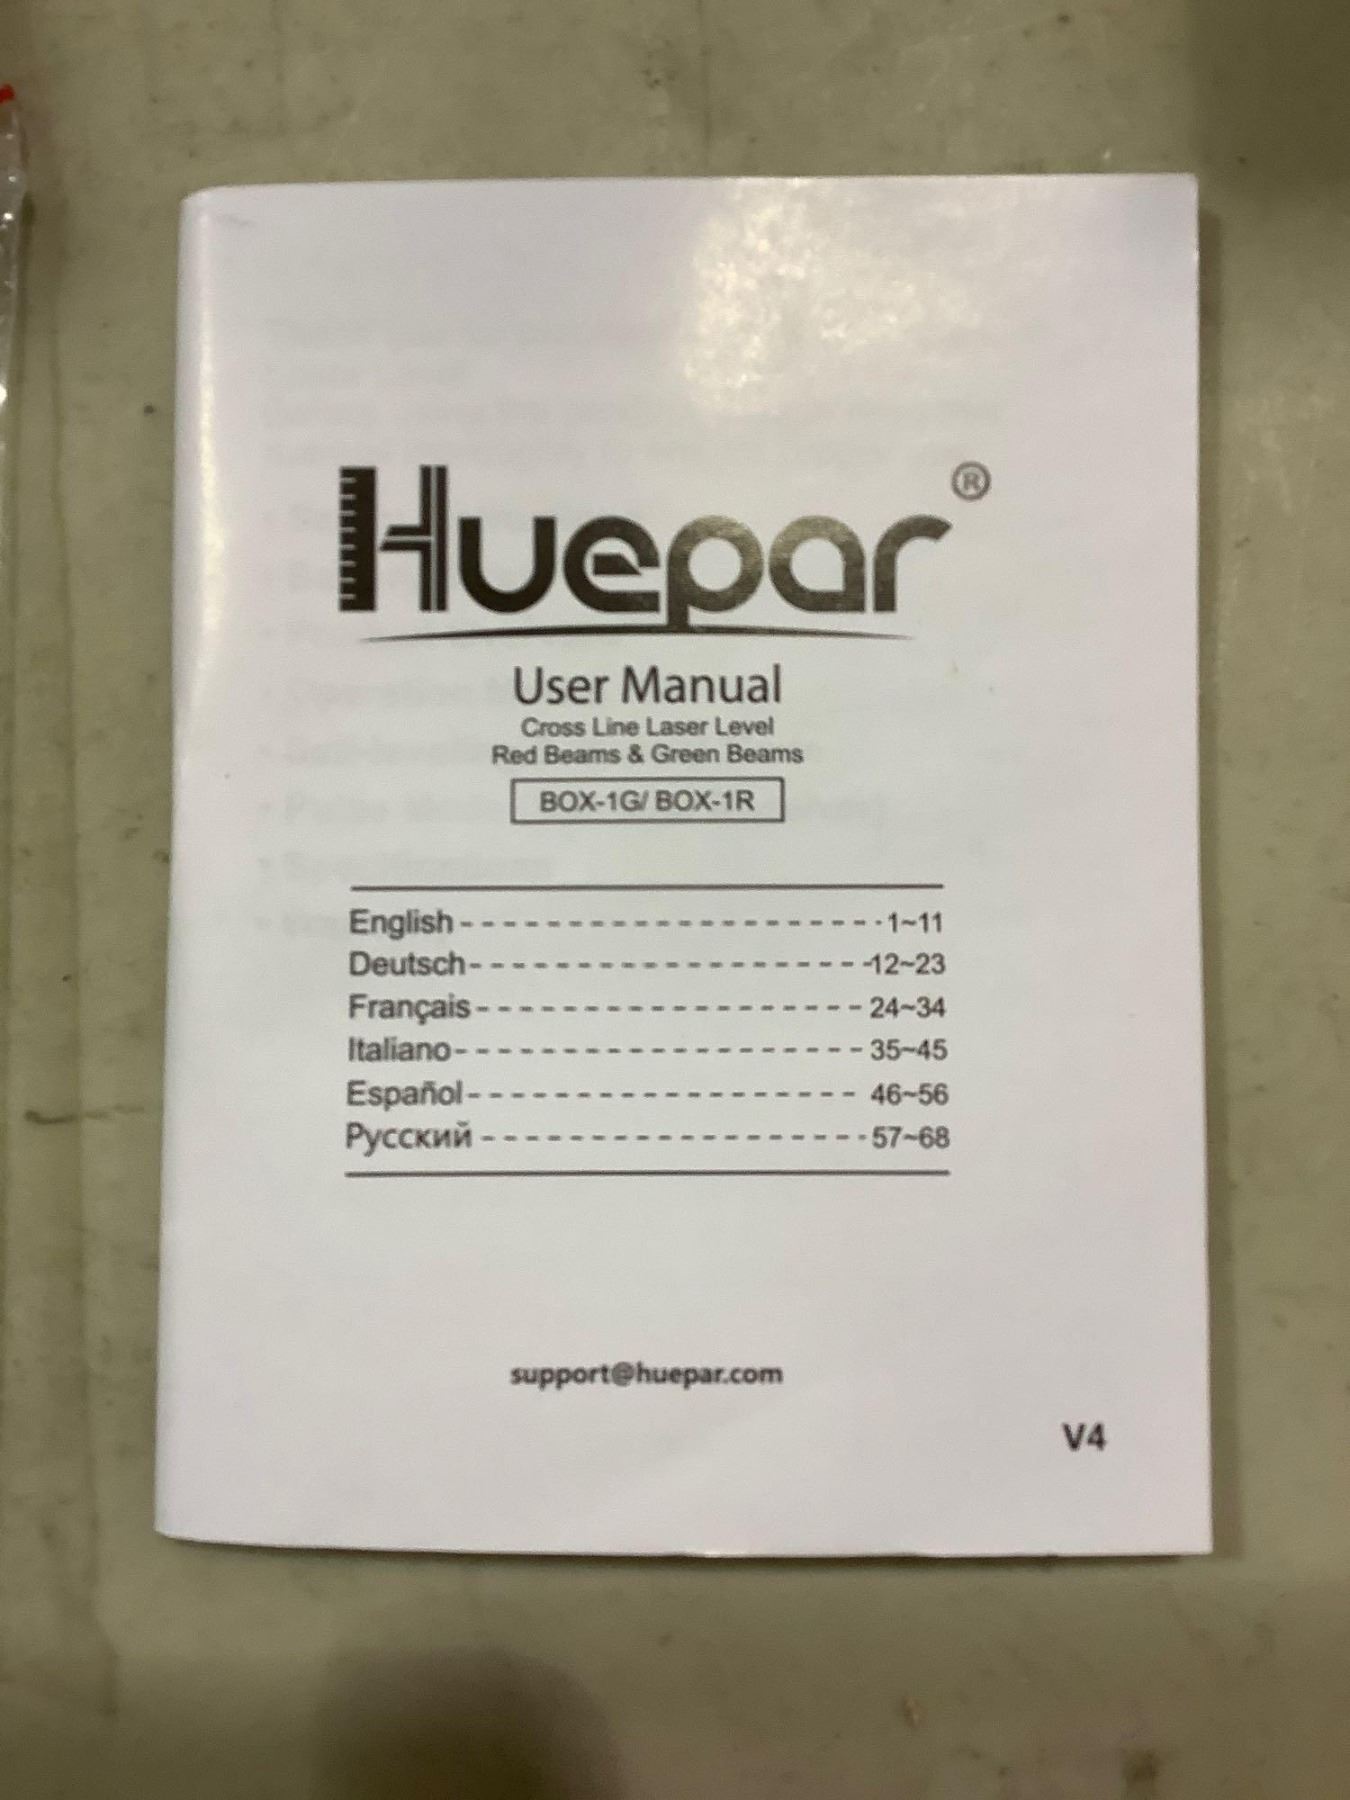 Huepar®
User Manual
Cross Line Laser Level
Red Beams & Green Beams
BOX-1G/ BOX-1R
English - - - - - - - - - - - - - - - - - - - - 1~11
Deutsch - - - - - - - - - - - - - - - - - - - 12~23
Français - - - - - - - - - - - - - - - - - - 24~34
Italiano - - - - - - - - - - - - - - - - - - - 35~45
Español - - - - - - - - - - - - - - - - - - 46~56
Русский - - - - - - - - - - - - - - - - - - 57~68
support@huepar.com
V4